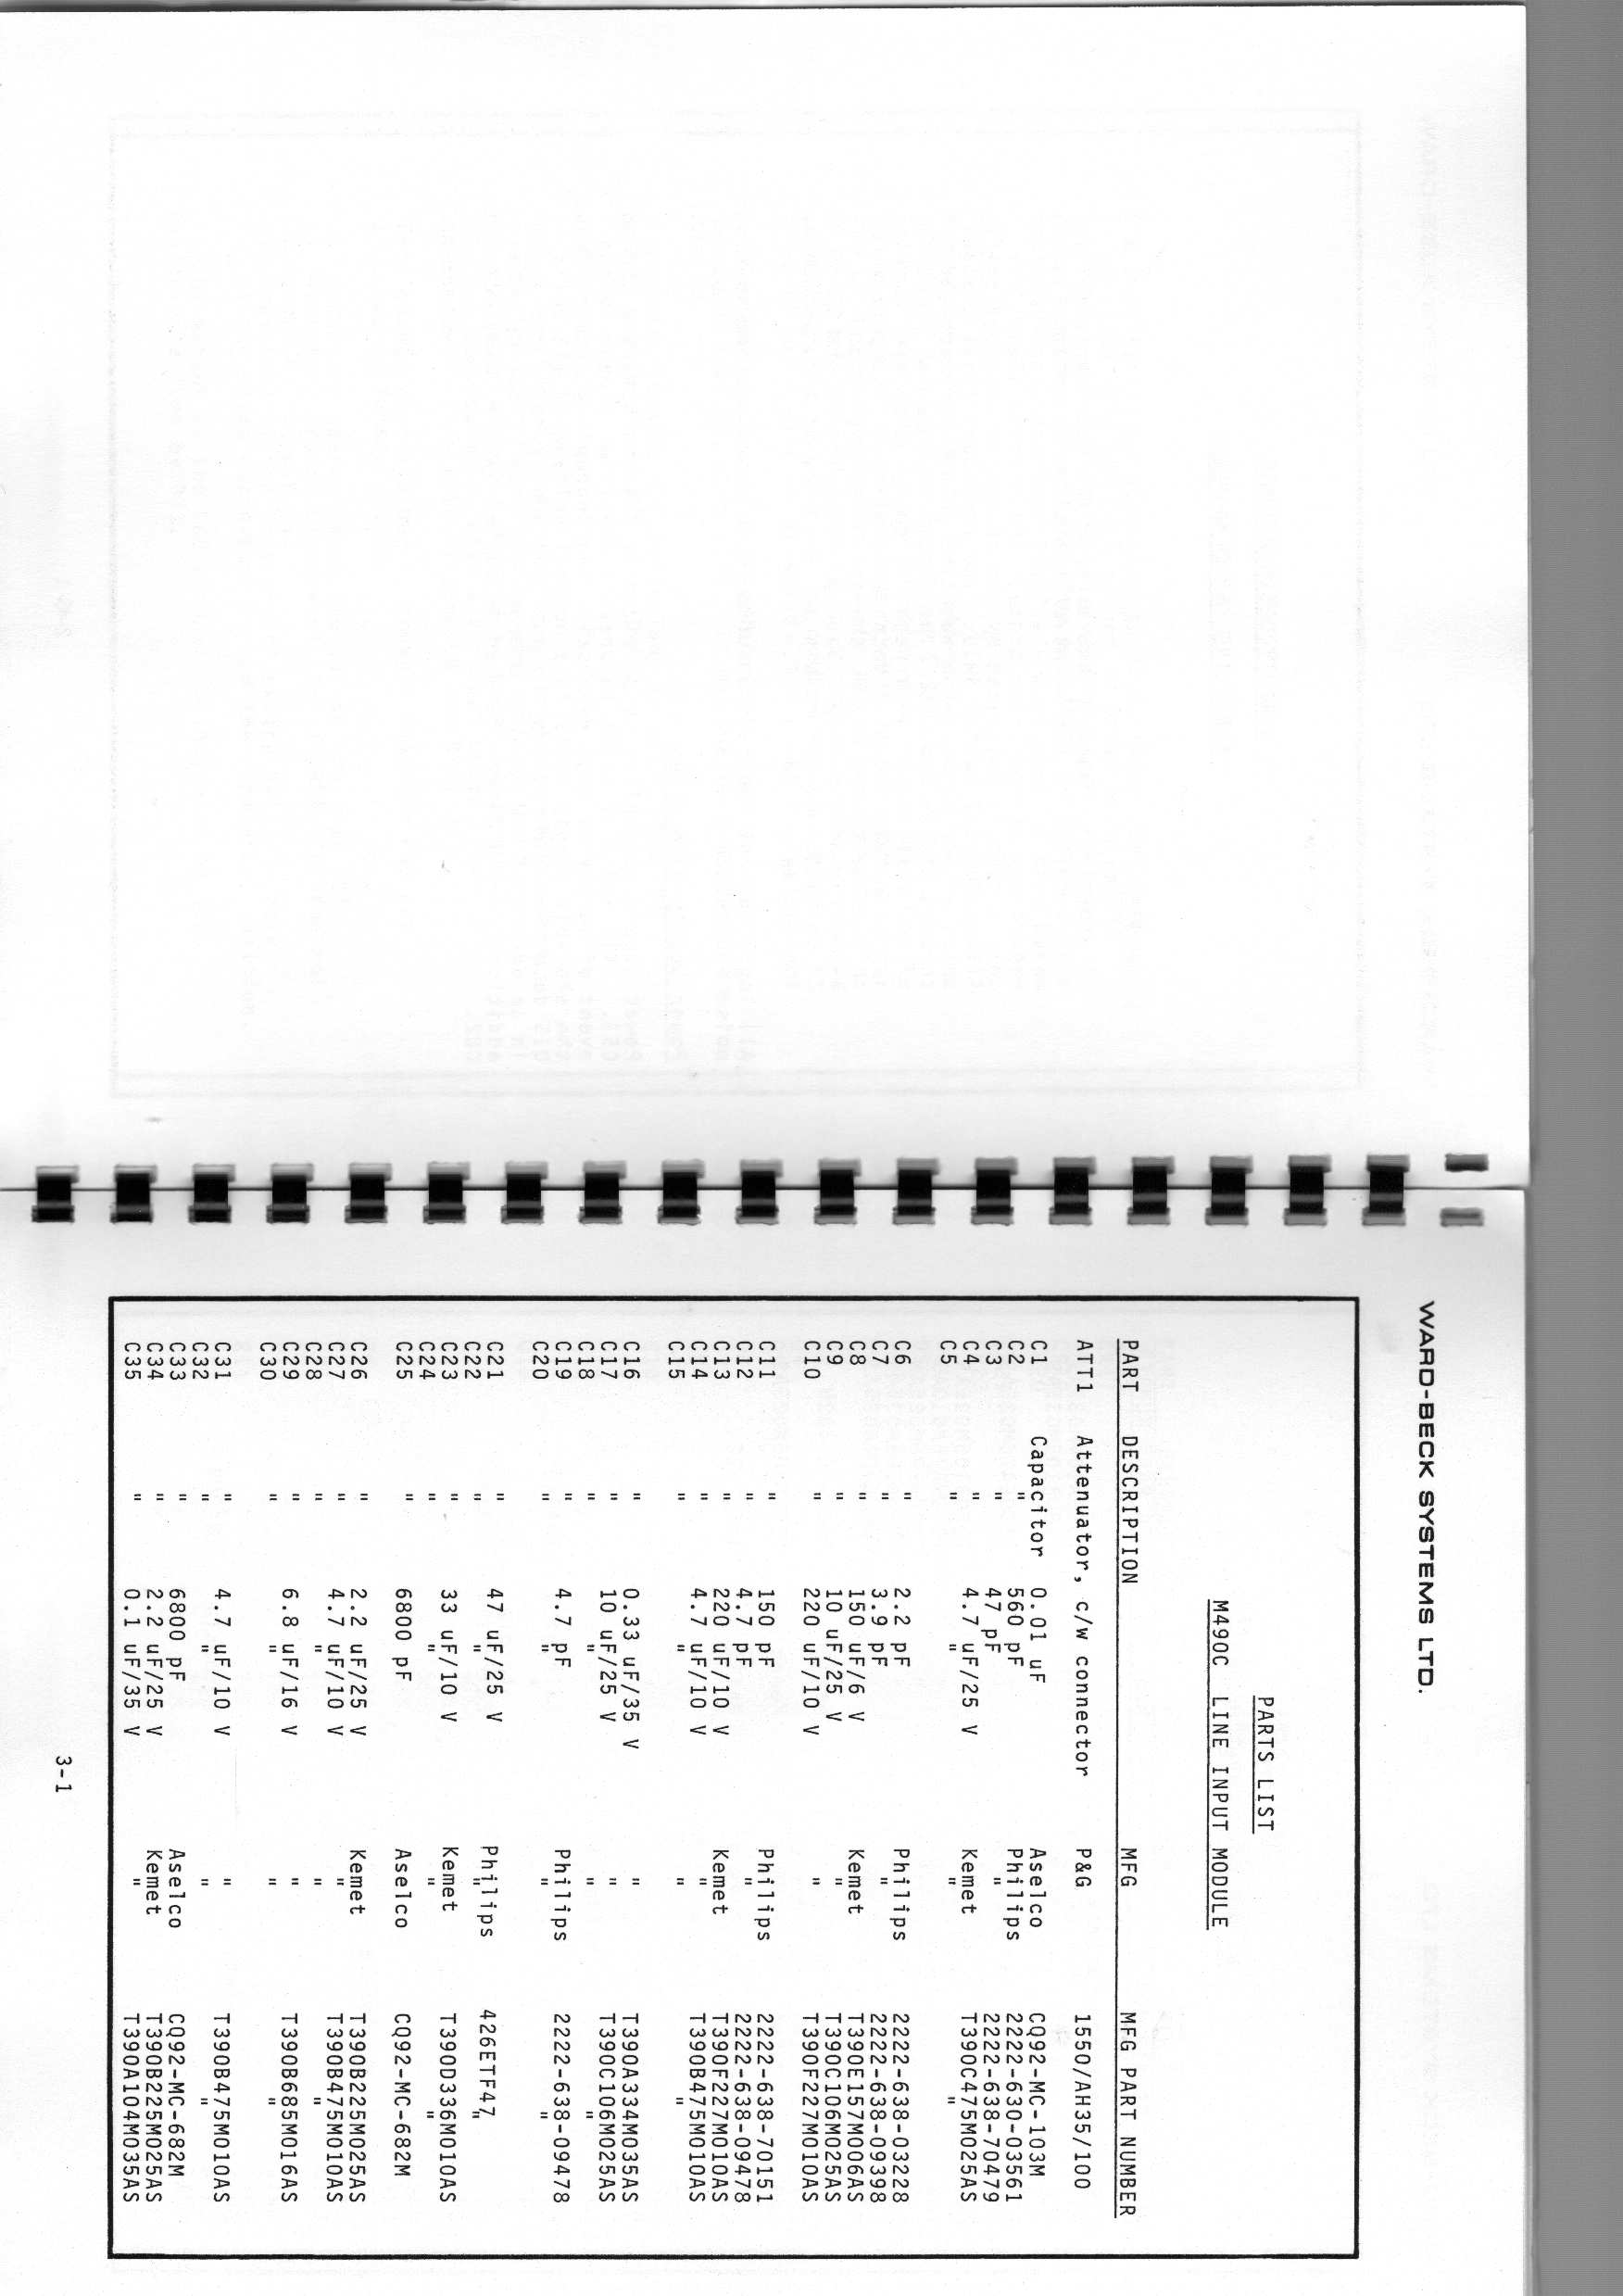 WARD-BECK SYSTEMS LTD.
PARTS LIST
M490C LINE INPUT MODULE
PART DESCRIPTION MFG MFG PART NUMBER
ATT1 Attenuator, c/w connector P&G 1550/AH35/100
C1 Capacitor 0.01 uF Aselco CQ92-MC-103M
C2 " 560 pF Philips 2222-630-03561
C3 " 47 pF " 2222-638-70479
C4 " 4.7 uF/25 V Kemet T390C475M025AS
C5 " " " "
C6 " 2.2 pF Philips 2222-638-03228
C7 " 3.9 pF " 2222-638-09398
C8 " 150 uF/6 V Kemet T390E157M006AS
C9 " 10 uF/25 V " T390C106M025AS
C10 " 220 uF/10 V " T390F227M010AS
C11 " 150 pF Philips 2222-638-70151
C12 " 4.7 pF " 2222-638-09478
C13 " 220 uF/10 V Kemet T390F227M010AS
C14 " 4.7 uF/10 V " T390B475M010AS
C15 " " " "
C16 " 0.33 uF/35 V " T390A334M035AS
C17 " 10 uF/25 V " T390C106M025AS
C18 " " " "
C19 " 4.7 pF Philips 2222-638-09478
C20 " " " "
C21 " 47 uF/25 V Philips 426ETF47
C22 " " " "
C23 " 33 uF/10 V Kemet T390D336M010AS
C24 " " " "
C25 " 6800 pF Aselco CQ92-MC-682M
C26 " 2.2 uF/25 V Kemet T390B225M025AS
C27 " 4.7 uF/10 V " T390B475M010AS
C28 " " " "
C29 " 6.8 uF/16 V " T390B685M016AS
C30 " " " "
C31 " 4.7 uF/10 V " T390B475M010AS
C32 " " " "
C33 " 6800 pF Aselco CQ92-MC-682M
C34 " 2.2 uF/25 V Kemet T390B225M025AS
C35 " 0.1 uF/35 V " T390A104M035AS
3-1